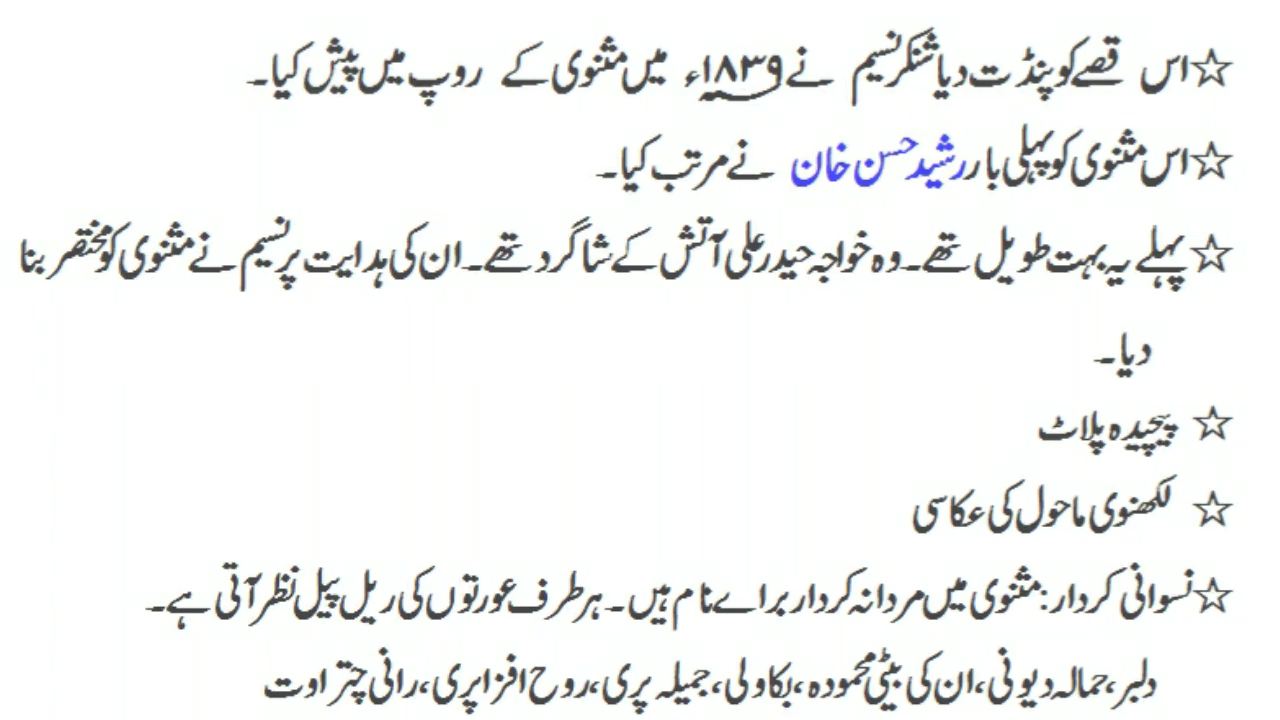 ☆اس قصے کو پنڈت دیا شنکر نسیم نے ۱۸۳۹ء میں مثنوی کے روپ میں پیش کیا۔
☆اس مثنوی کو پہلی بار رشید حسن خان نے مرتب کیا۔
☆پہلے یہ بہت طویل تھے۔ وہ خواجہ حیدر علی آتش کے شاگرد تھے۔ ان کی ہدایت پر نسیم نے مثنوی کو مختصر بنا
دیا۔
☆ پیچیدہ پلاٹ
☆ لکھنوی ماحول کی عکاسی
☆نسوانی کردار: مثنوی میں مردانہ کردار براے نام ہیں۔ ہر طرف عورتوں کی ریل پیل نظر آتی ہے۔
دلبر، حمالہ دیونی، ان کی بیٹی محمودہ، بکاولی، جمیلہ پری، روح افزا پری، رانی چتراوت